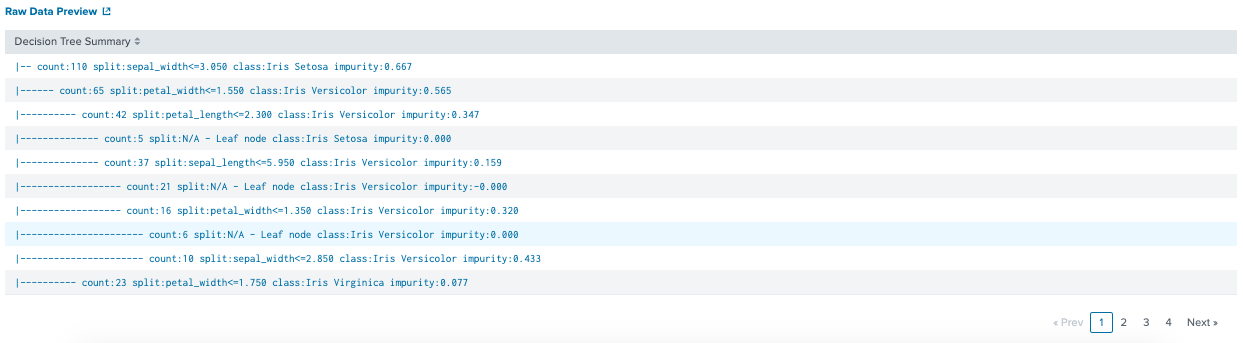 Raw Data Preview
Decision Tree Summary
|-- count:110 split:sepal_width<=3.050 class:Iris Setosa impurity:0.667
|------ count:65 split:petal_width<=1.550 class:Iris Versicolor impurity:0.565
|---------- count:42 split:petal_length<=2.300 class:Iris Versicolor impurity:0.347
|-------------- count:5 split:N/A - Leaf node class:Iris Setosa impurity:0.000
|-------------- count:37 split:sepal_length<=5.950 class:Iris Versicolor impurity:0.159
|------------------ count:21 split:N/A - Leaf node class:Iris Versicolor impurity:-0.000
|------------------ count:16 split:petal_width<=1.350 class:Iris Versicolor impurity:0.320
|---------------------- count:6 split:N/A - Leaf node class:Iris Versicolor impurity:0.000
|---------------------- count:10 split:sepal_width<=2.850 class:Iris Versicolor impurity:0.433
|---------- count:23 split:petal_width<=1.750 class:Iris Virginica impurity:0.077
« Prev 1 2 3 4 Next »